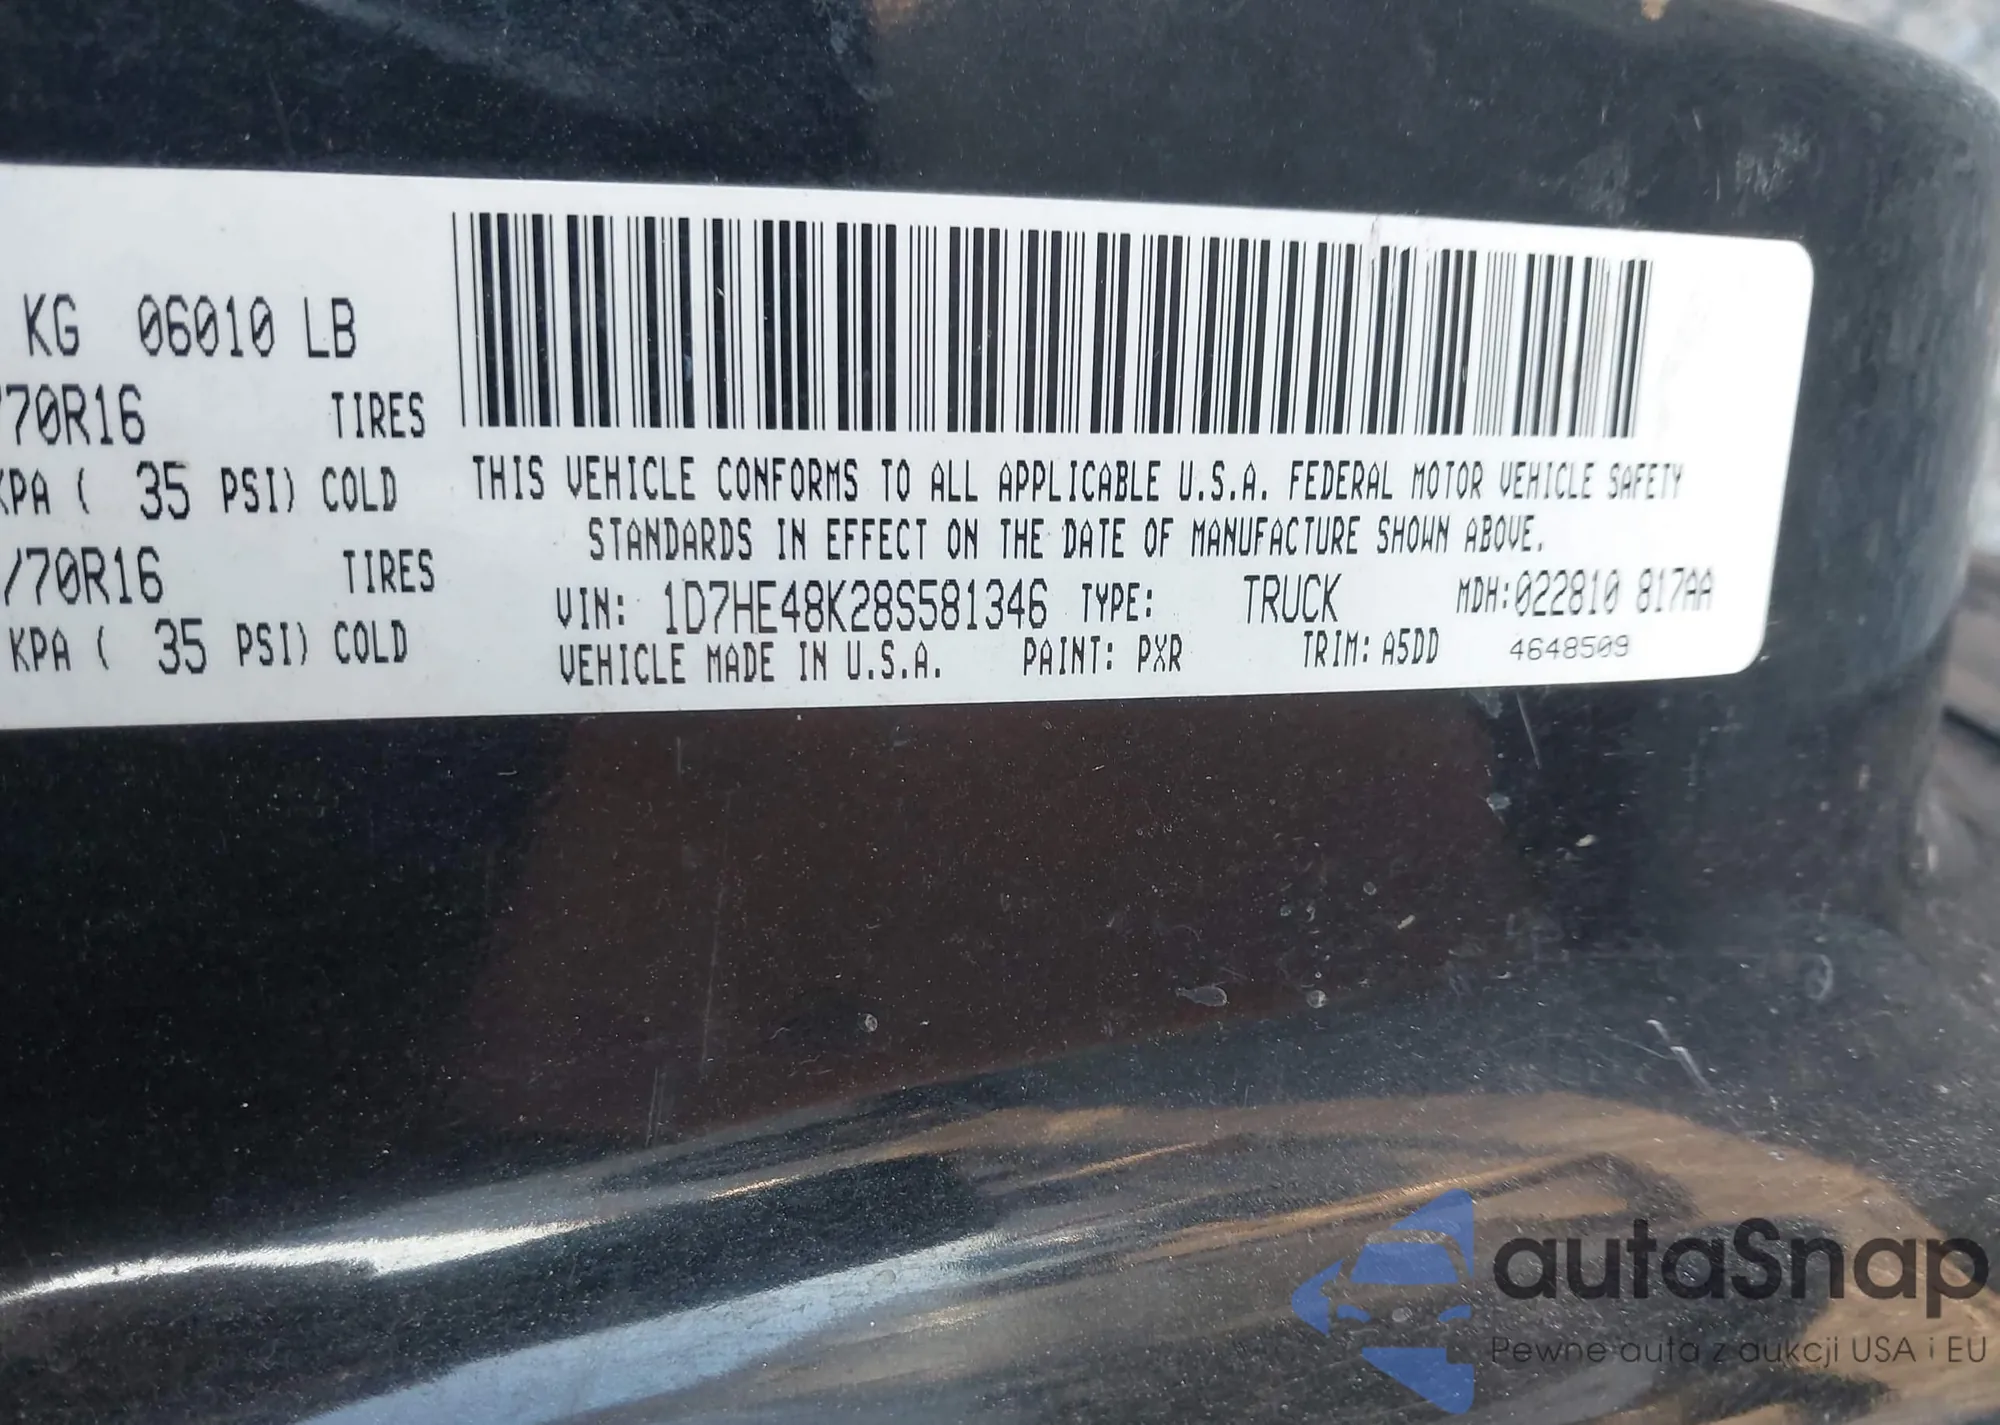 KG 06010 LB
/70R16 TIRES
KPA ( 35 PSI) COLD
/70R16 TIRES
KPA ( 35 PSI) COLD
THIS VEHICLE CONFORMS TO ALL APPLICABLE U.S.A. FEDERAL MOTOR VEHICLE SAFETY
STANDARDS IN EFFECT ON THE DATE OF MANUFACTURE SHOWN ABOVE.
VIN: 1D7HE48K28S581346 TYPE: TRUCK MDH:022810 817AA
VEHICLE MADE IN U.S.A. PAINT: PXR TRIM: A5DD 4648509
autaSnap
Pewne auta z aukcji USA i EU